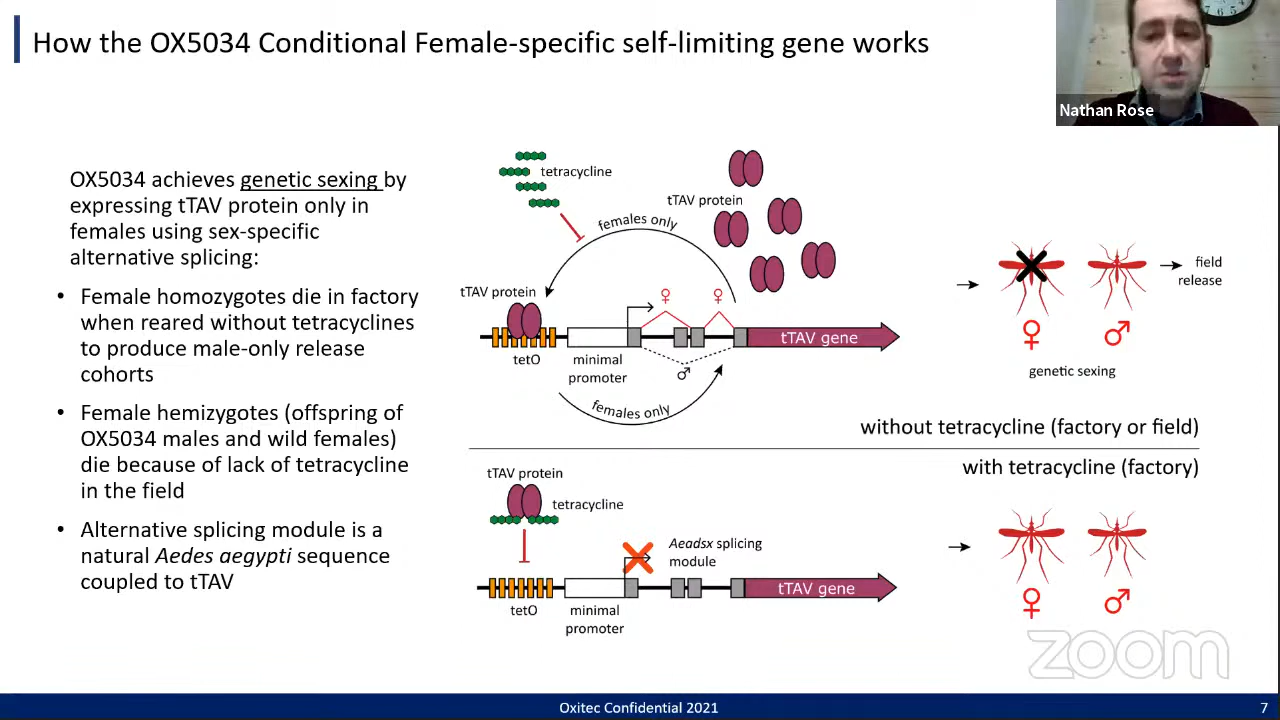 How the OX5034 Conditional Female-specific self-limiting gene works
7 6 5
Nathan Rose
OX5034 achieves genetic sexing by
expressing tTAV protein only in
females using sex-specific
alternative splicing:
• Female homozygotes die in factory
when reared without tetracyclines
to produce male-only release
cohorts
• Female hemizygotes (offspring of
OX5034 males and wild females)
die because of lack of tetracycline
in the field
• Alternative splicing module is a
natural Aedes aegypti sequence
coupled to tTAV
tetracycline
tTAV protein
females only
tTAV protein
♀ ♀
tTAV gene
tetO
minimal
promoter
♂
females only
field
release
♀ ♂
genetic sexing
without tetracycline (factory or field)
with tetracycline (factory)
tTAV protein
tetracycline
Aeadsx splicing
module
tTAV gene
tetO
minimal
promoter
♀ ♂
zoom
Oxitec Confidential 2021
7